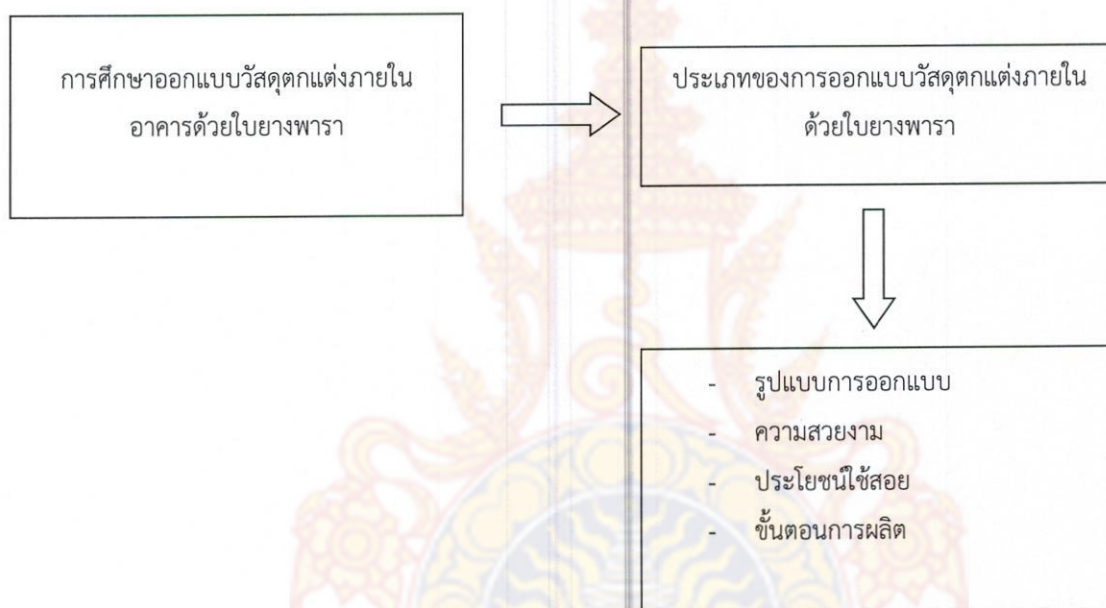 การศึกษาออกแบบวัสดุตกแต่งภายใน
อาคารด้วยใบยางพารา
ประเภทของการออกแบบวัสดุตกแต่งภายใน
ด้วยใบยางพารา
- รูปแบบการออกแบบ
- ความสวยงาม
- ประโยชน์ใช้สอย
- ขั้นตอนการผลิต